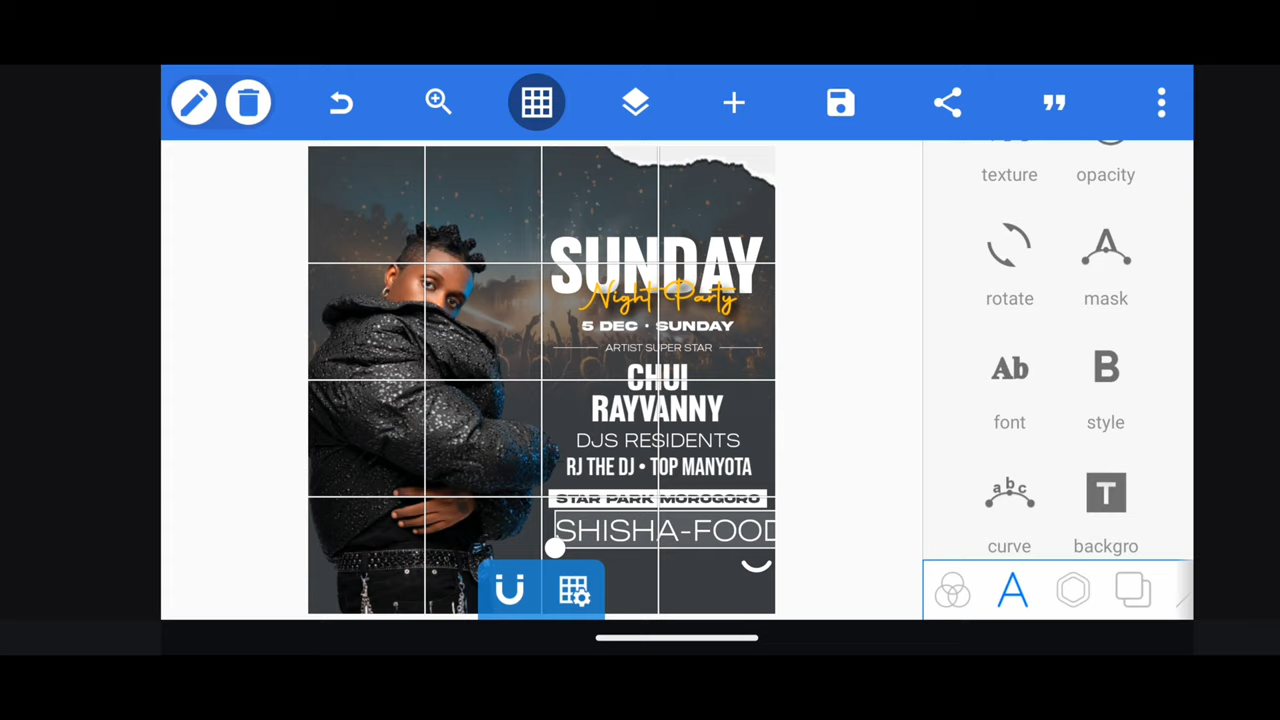 SUNDAY
Night Party
5 DEC • SUNDAY
ARTIST SUPER STAR
CHUI
RAYVANNY
DJS RESIDENTS
RJ THE DJ • TOP MANYOTA
STAR PARK MOROGORO
SHISHA-FOOD
texture
opacity
rotate
mask
Ab
font
B
style
abc
curve
T
backgro
A